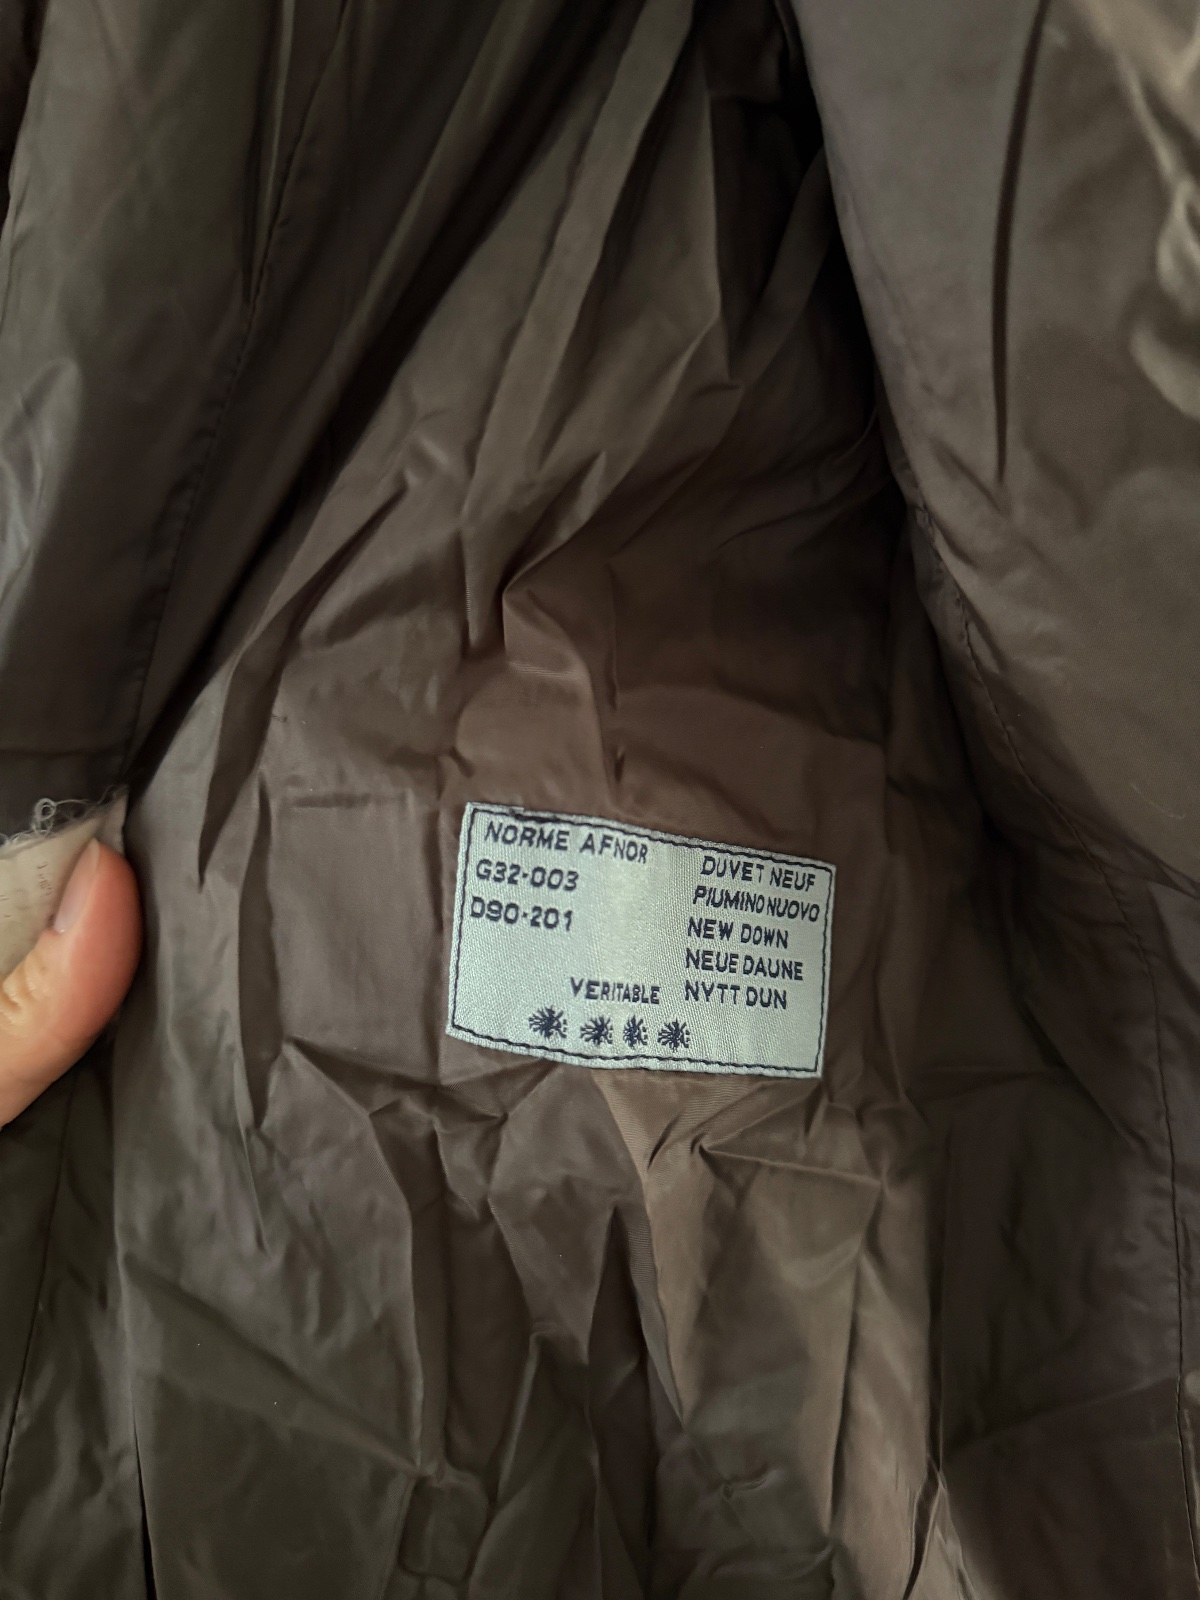 NORME AFNOR
G32-003
D90-201
DUVET NEUF
PIUMINO NUOVO
NEW DOWN
NEUE DAUNE
VERITABLE NYTT DUN